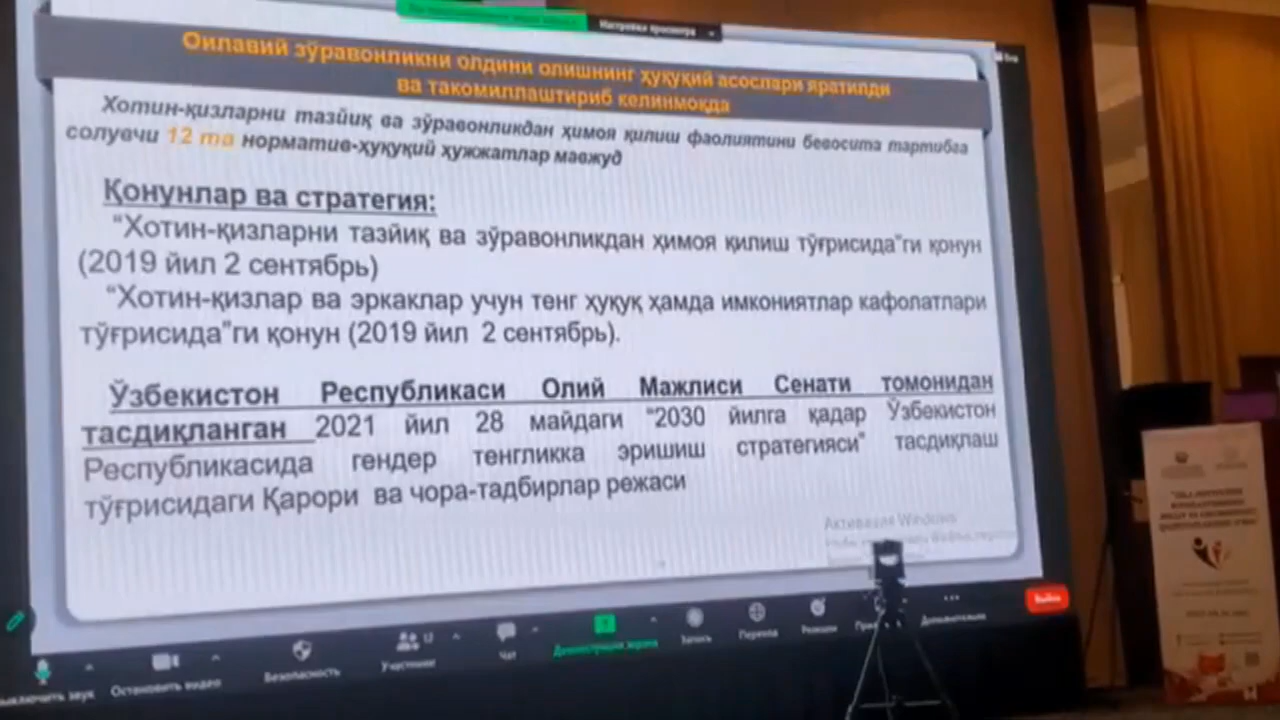 Настройка просмотра
Оилавий зўравонликни олдини олишнинг ҳуқуқий асослари яратилди
ва такомиллаштириб келинмоқда
Хотин-қизларни тазйиқ ва зўравонликдан ҳимоя қилиш фаолиятини бевосита тартибга
солувчи 12 та норматив-ҳуқуқий ҳужжатлар мавжуд
Қонунлар ва стратегия:
“Хотин-қизларни тазйиқ ва зўравонликдан ҳимоя қилиш тўғрисида”ги қонун
(2019 йил 2 сентябрь)
“Хотин-қизлар ва эркаклар учун тенг ҳуқуқ ҳамда имкониятлар кафолатлари
тўғрисида”ги қонун (2019 йил 2 сентябрь).
Ўзбекистон Республикаси Олий Мажлиси Сенати томонидан
тасдиқланган 2021 йил 28 майдаги “2030 йилга қадар Ўзбекистон
Республикасида гендер тенгликка эришиш стратегияси” тасдиқлаш
тўғрисидаги Қарори ва чора-тадбирлар режаси
Активация Windows
Остановить видео
Безопасность
Участники 12
Чат
Демонстрация экрана
Запись
Перевод
Реакции
Дополнительно
Выйти